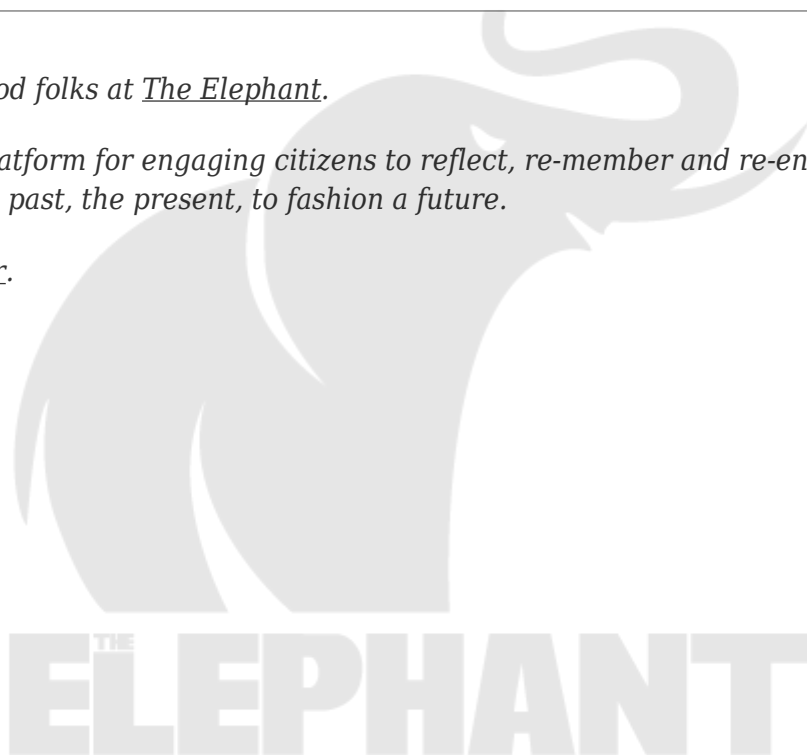 od folks at The Elephant.
atform for engaging citizens to reflect, re-member and re-en
past, the present, to fashion a future.
r.
THE
ELEPHANT